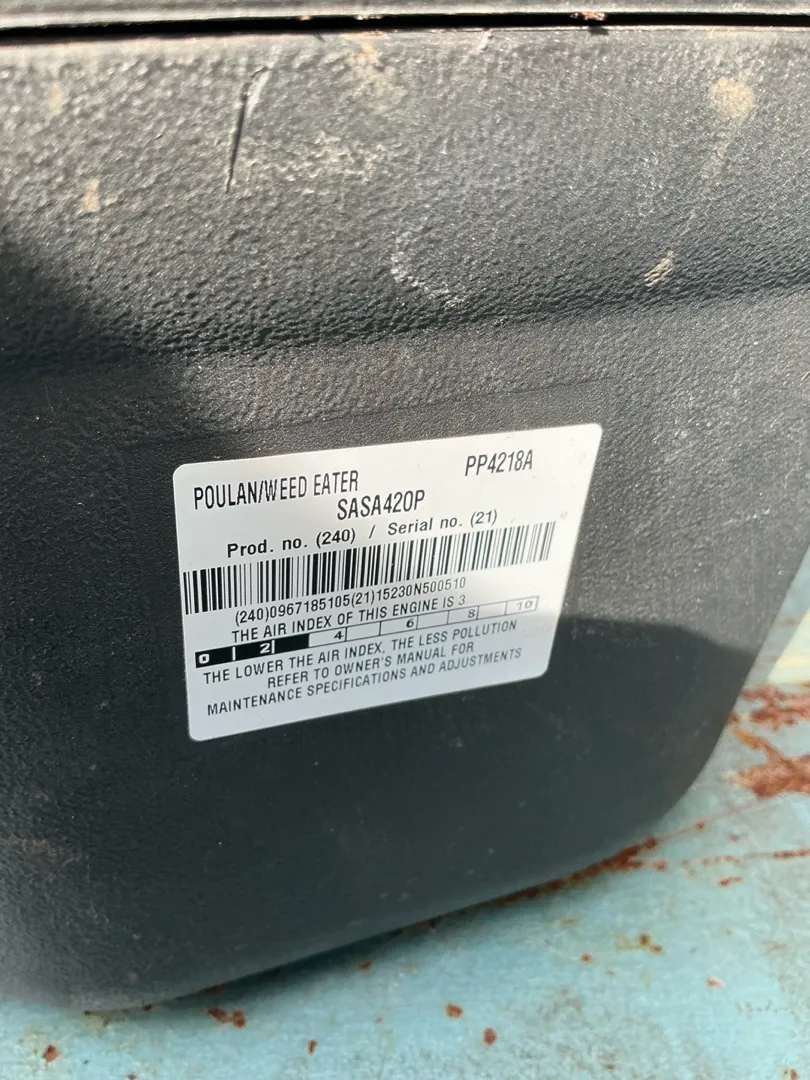 POULAN/WEED EATER PP4218A
SASA420P
Prod. no. (240) / Serial no. (21)
(240)0967185105(21)15230N500510
THE AIR INDEX OF THIS ENGINE IS 3
0 2 4 6 8 10
THE LOWER THE AIR INDEX, THE LESS POLLUTION
REFER TO OWNER'S MANUAL FOR
MAINTENANCE SPECIFICATIONS AND ADJUSTMENTS